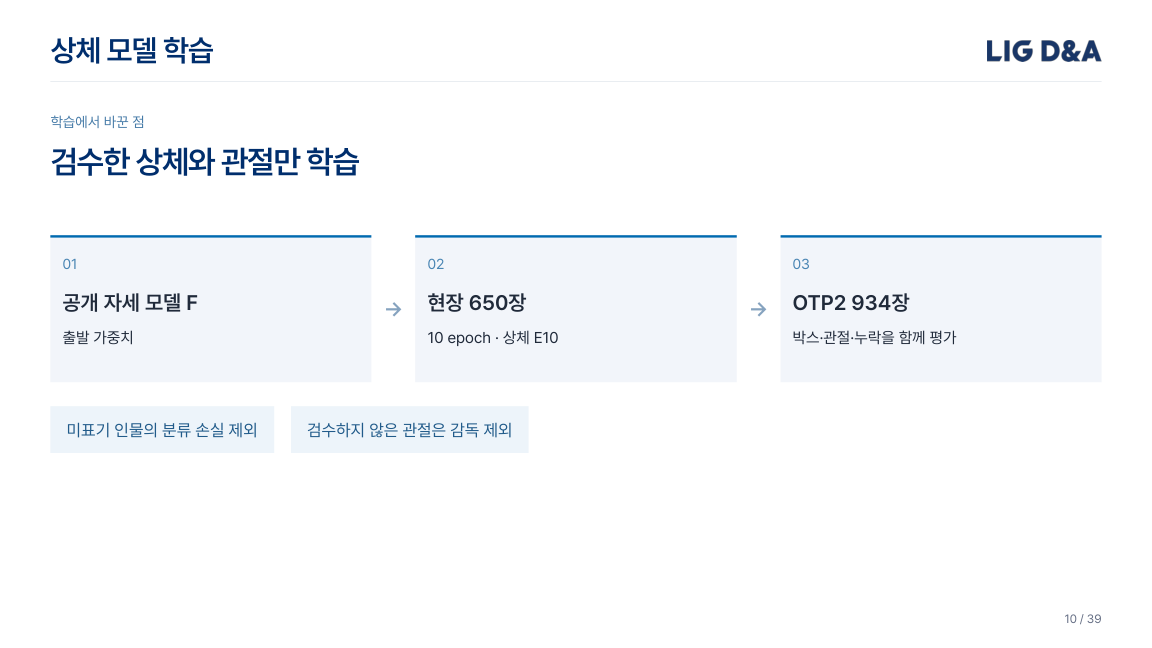 상체 모델 학습
LIG D&A
학습에서 바꾼 점
검수한 상체와 관절만 학습
01
공개 자세 모델 F
출발 가중치
→
02
현장 650장
10 epoch · 상체 E10
→
03
OTP2 934장
박스·관절·누락을 함께 평가
미표기 인물의 분류 손실 제외
검수하지 않은 관절은 감독 제외
10 / 39